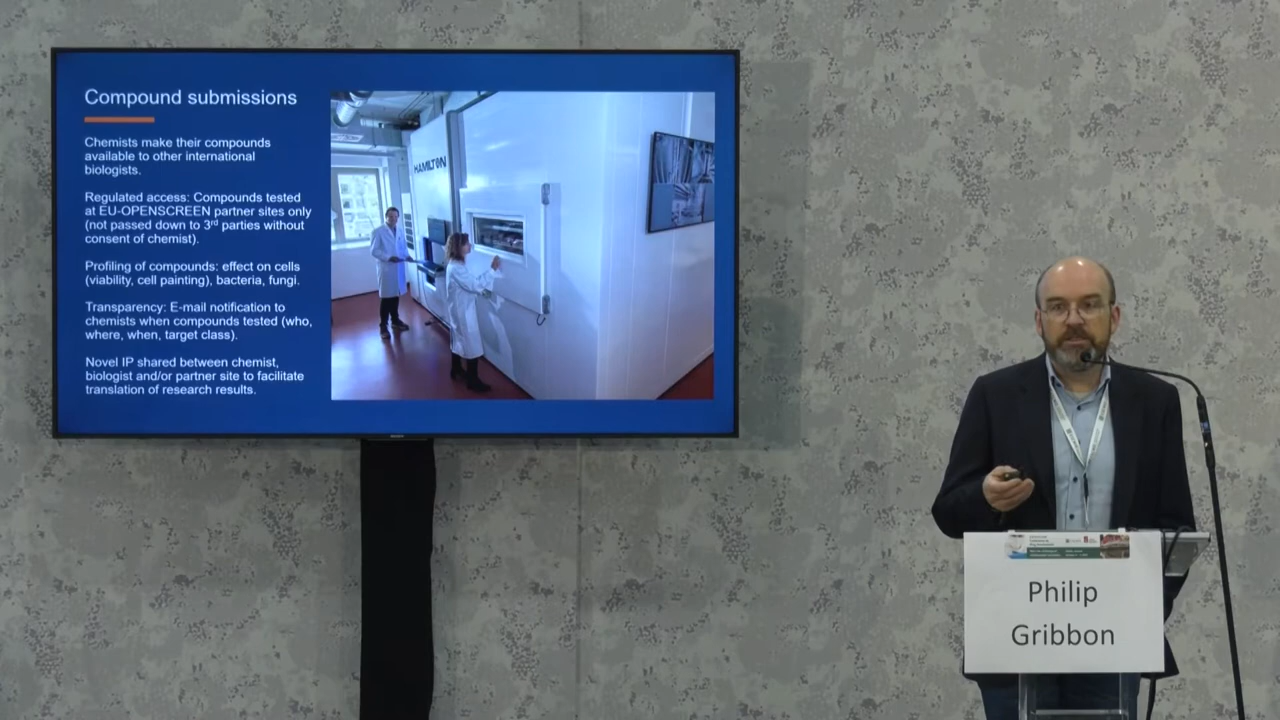 Compound submissions
Chemists make their compounds
available to other international
biologists.
Regulated access: Compounds tested
at EU-OPENSCREEN partner sites only
(not passed down to 3rd parties without
consent of chemist).
Profiling of compounds: effect on cells
(viability, cell painting), bacteria, fungi.
Transparency: E-mail notification to
chemists when compounds tested (who,
where, when, target class).
Novel IP shared between chemist,
biologist and/or partner site to facilitate
translation of research results.
HAMILTON
SONY
Philip
Gribbon